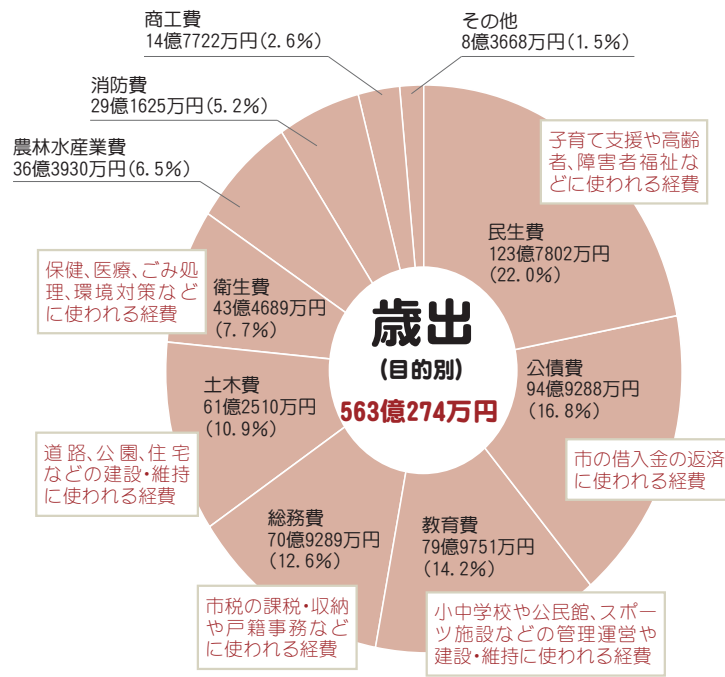 商工費
14億7722万円(2.6%)
その他
8億3668万円(1.5%)
消防費
29億1625万円(5.2%)
農林水産業費
36億3930万円(6.5%)
子育て支援や高齢
者、障害者福祉な
どに使われる経費
民生費
123億7802万円
(22.0%)
保健、医療、ごみ処
理、環境対策など
に使われる経費
衛生費
43億4689万円
(7.7%)
歳出
(目的別)
563億274万円
公債費
94億9288万円
(16.8%)
市の借入金の返済
に使われる経費
土木費
61億2510万円
(10.9%)
道路、公園、住宅
などの建設・維持
に使われる経費
総務費
70億9289万円
(12.6%)
市税の課税・収納
や戸籍事務など
に使われる経費
教育費
79億9751万円
(14.2%)
小中学校や公民館、スポー
ツ施設などの管理運営や
建設・維持に使われる経費